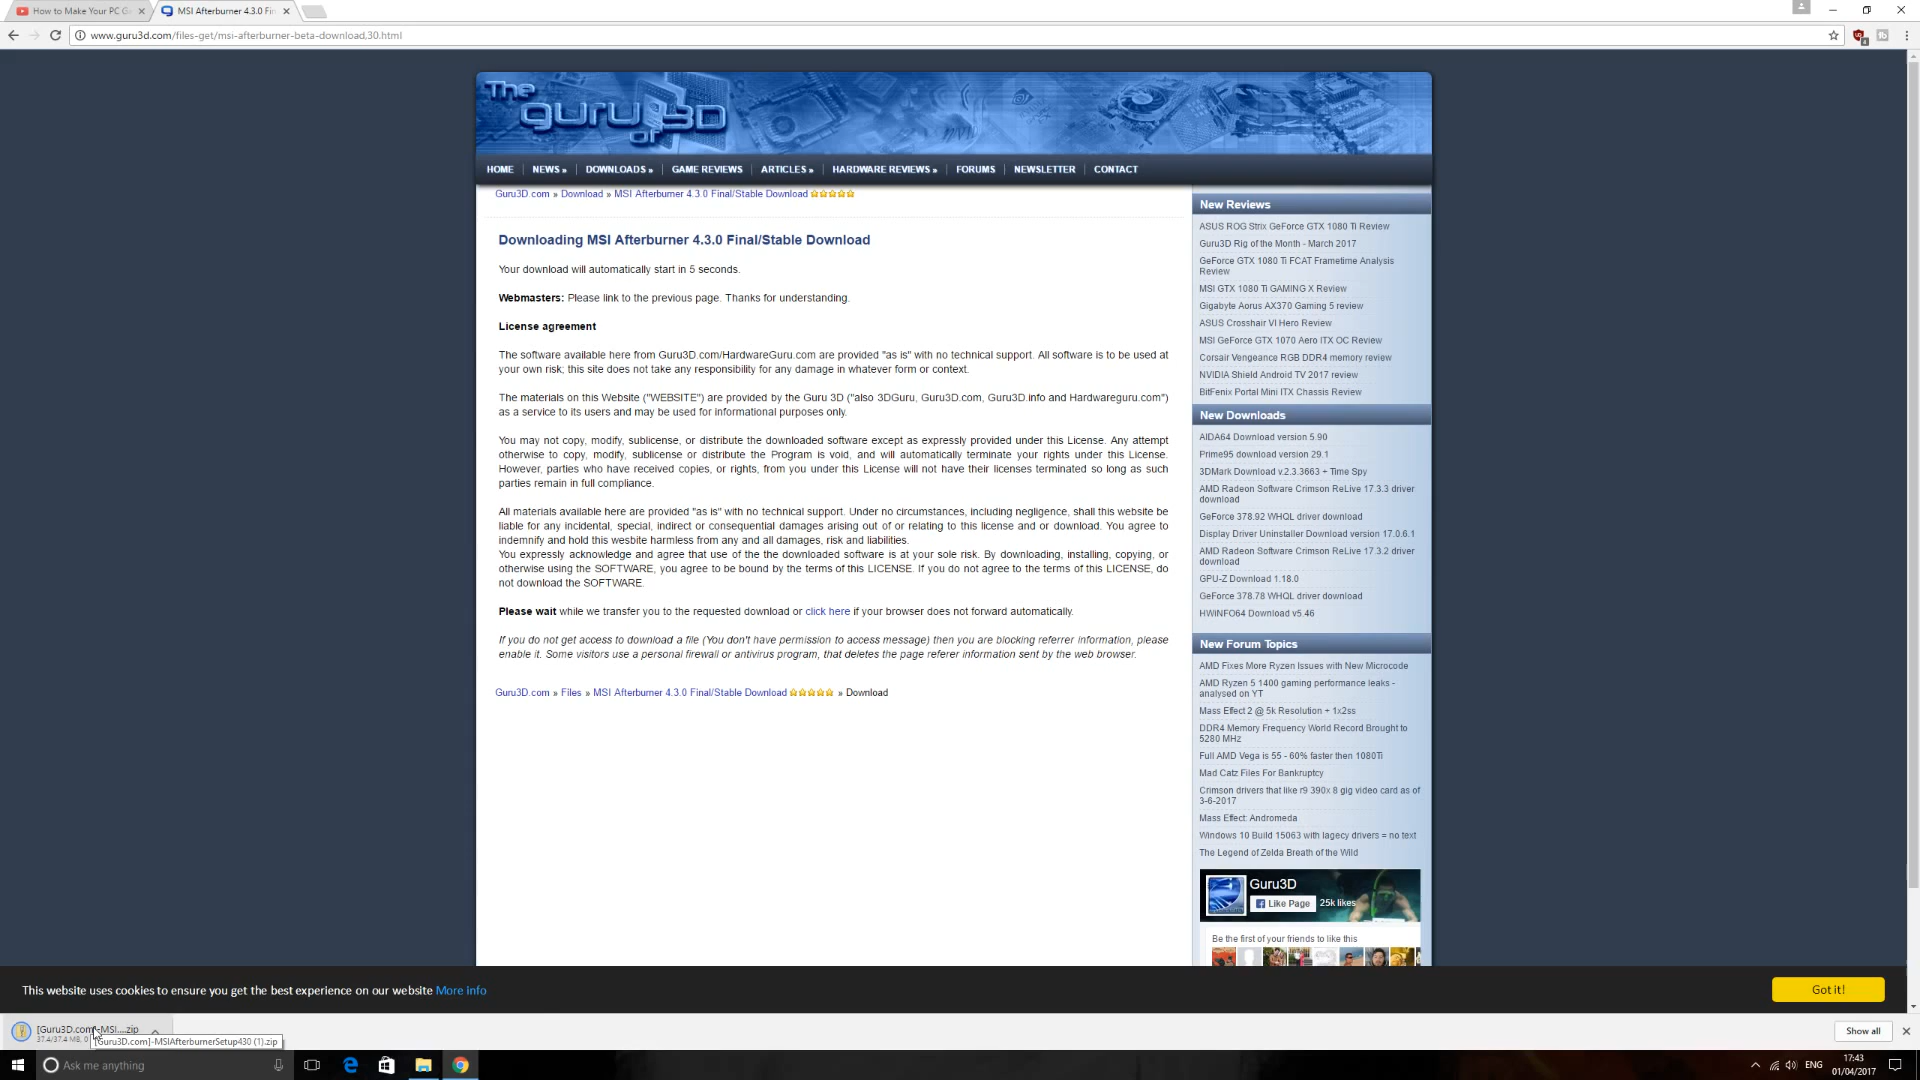 How to Make Your PC G
MSI Afterburner 4.3.0 Fin
www.guru3d.com/files-get/msi-afterburner-beta-download,30.html
The
guru of 3D
HOME
NEWS »
DOWNLOADS »
GAME REVIEWS
ARTICLES »
HARDWARE REVIEWS »
FORUMS
NEWSLETTER
CONTACT
Guru3D.com » Download » MSI Afterburner 4.3.0 Final/Stable Download
Downloading MSI Afterburner 4.3.0 Final/Stable Download
Your download will automatically start in 5 seconds.
Webmasters: Please link to the previous page. Thanks for understanding.
License agreement
The software available here from Guru3D.com/HardwareGuru.com are provided "as is" with no technical support. All software is to be used at
your own risk; this site does not take any responsibility for any damage in whatever form or context.
The materials on this Website ("WEBSITE") are provided by the Guru 3D ("also 3DGuru, Guru3D.com, Guru3D.info and Hardwareguru.com")
as a service to its users and may be used for informational purposes only.
You may not copy, modify, sublicense, or distribute the downloaded software except as expressly provided under this License. Any attempt
otherwise to copy, modify, sublicense or distribute the Program is void, and will automatically terminate your rights under this License.
However, parties who have received copies, or rights, from you under this License will not have their licenses terminated so long as such
parties remain in full compliance.
All materials available here are provided "as is" with no technical support. Under no circumstances, including negligence, shall this website be
liable for any incidental, special, indirect or consequential damages arising out of or relating to this license and or download. You agree to
indemnify and hold this wesbite harmless from any and all damages, risk and liabilities.
You expressly acknowledge and agree that use of the the downloaded software is at your sole risk. By downloading, installing, copying, or
otherwise using the SOFTWARE, you agree to be bound by the terms of this LICENSE. If you do not agree to the terms of this LICENSE, do
not download the SOFTWARE.
Please wait while we transfer you to the requested download or click here if your browser does not forward automatically.
If you do not get access to download a file (You don't have permission to access message) then you are blocking referrer information, please
enable it. Some visitors use a personal firewall or antivirus program, that deletes the page referer information sent by the web browser.
Guru3D.com » Files » MSI Afterburner 4.3.0 Final/Stable Download » Download
New Reviews
ASUS ROG Strix GeForce GTX 1080 Ti Review
Guru3D Rig of the Month - March 2017
GeForce GTX 1080 Ti FCAT Frametime Analysis
Review
MSI GTX 1080 Ti GAMING X Review
Gigabyte Aorus AX370 Gaming 5 review
ASUS Crosshair VI Hero Review
MSI GeForce GTX 1070 Aero ITX OC Review
Corsair Vengeance RGB DDR4 memory review
NVIDIA Shield Android TV 2017 review
BitFenix Portal Mini ITX Chassis Review
New Downloads
AIDA64 Download version 5.90
Prime95 download version 29.1
3DMark Download v.2.3.3663 + Time Spy
AMD Radeon Software Crimson ReLive 17.3.3 driver
download
GeForce 378.92 WHQL driver download
Display Driver Uninstaller Download version 17.0.6.1
AMD Radeon Software Crimson ReLive 17.3.2 driver
download
GPU-Z Download 1.18.0
GeForce 378.78 WHQL driver download
HWiNFO64 Download v5.46
New Forum Topics
AMD Fixes More Ryzen Issues with New Microcode
AMD Ryzen 5 1400 gaming performance leaks -
analysed on YT
Mass Effect 2 @ 5k Resolution + 1x2ss
DDR4 Memory Frequency World Record Brought to
5280 MHz
Full AMD Vega is 55 - 60% faster then 1080Ti
Mad Catz Files For Bankruptcy
Crimson drivers that like r9 390x 8 gig video card as of
3-6-2017
Mass Effect: Andromeda
Windows 10 Build 15063 with lagecy drivers = no text
The Legend of Zelda Breath of the Wild
Guru3D
Like Page
25k likes
Be the first of your friends to like this
This website uses cookies to ensure you get the best experience on our website More info
Got it!
[Guru3D.com]-MSI....zip
37.4/37.4 MB, 0
[Guru3D.com]-MSIAfterburnerSetup430 (1).zip
Show all
Ask me anything
ENG
17:43
01/04/2017